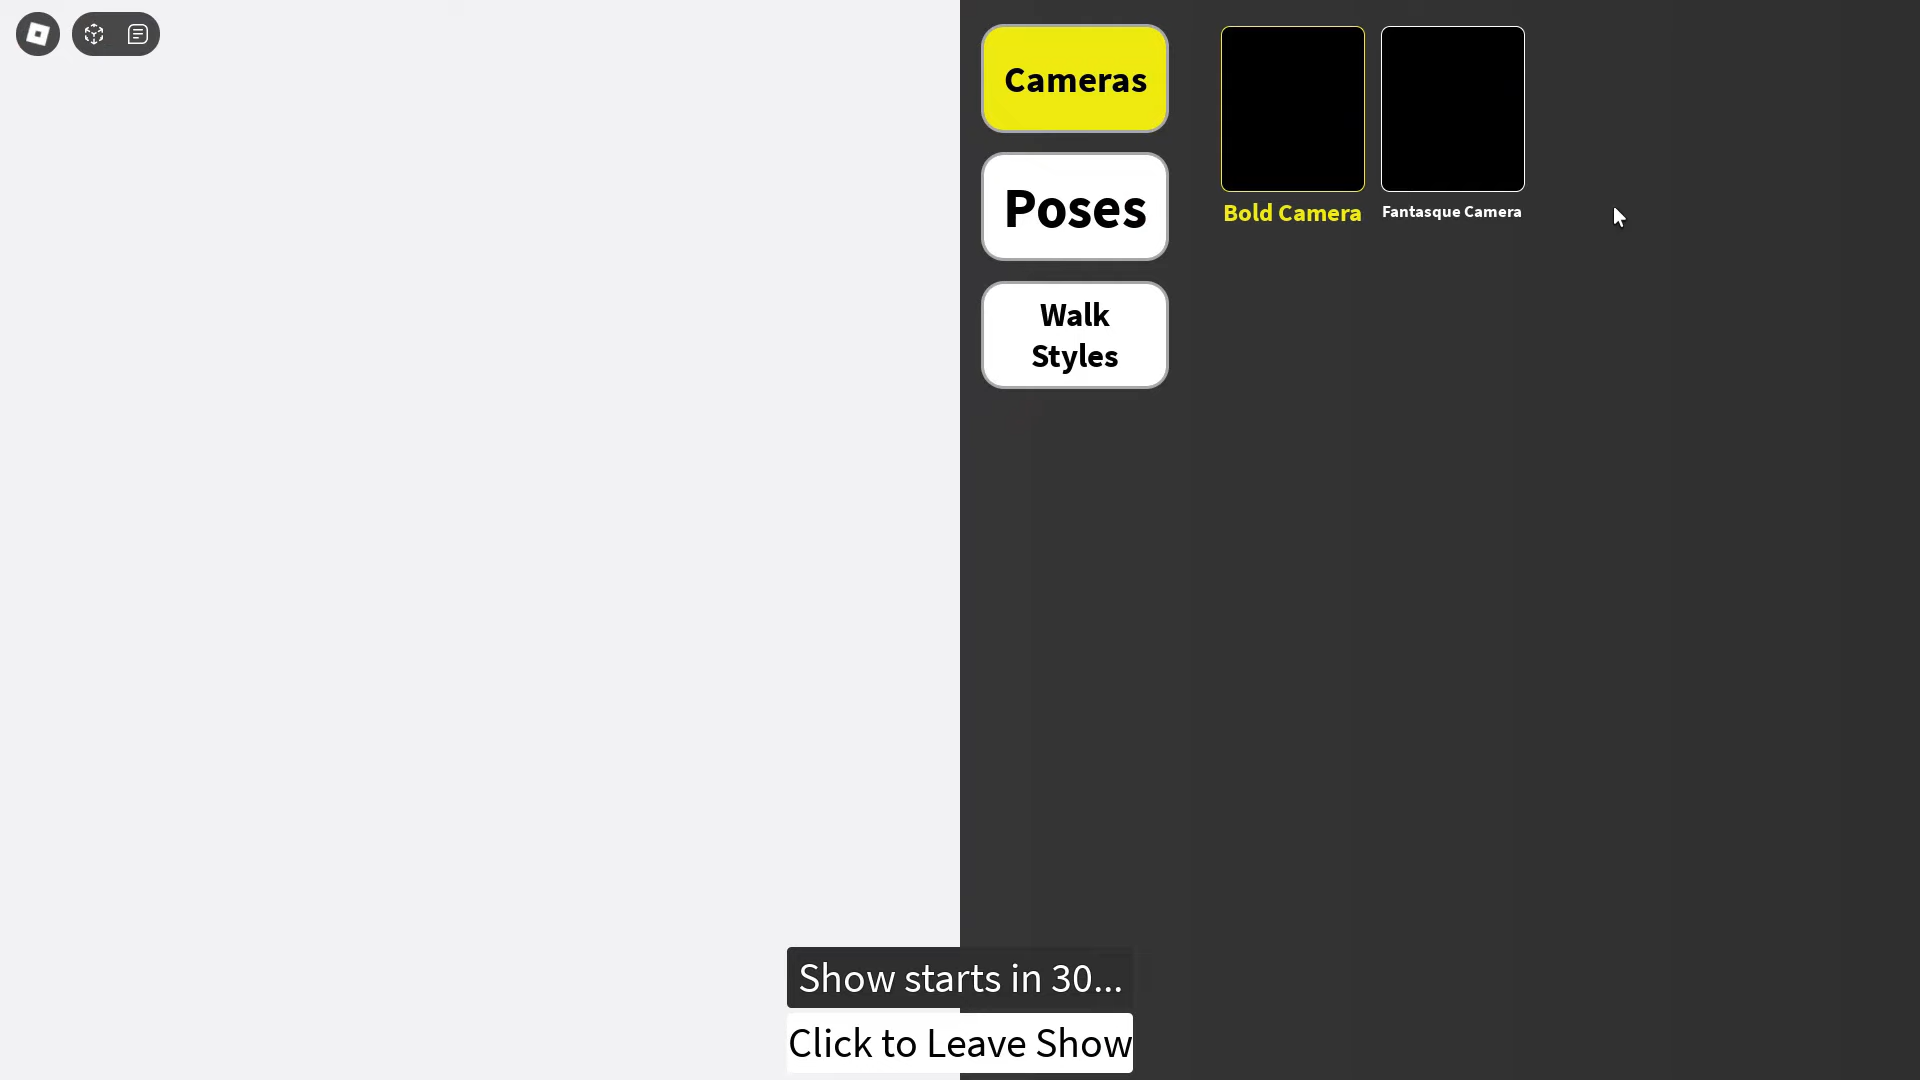 Cameras
Poses
Walk
Styles
Bold Camera
Fantasque Camera
Show starts in 30...
Click to Leave Show